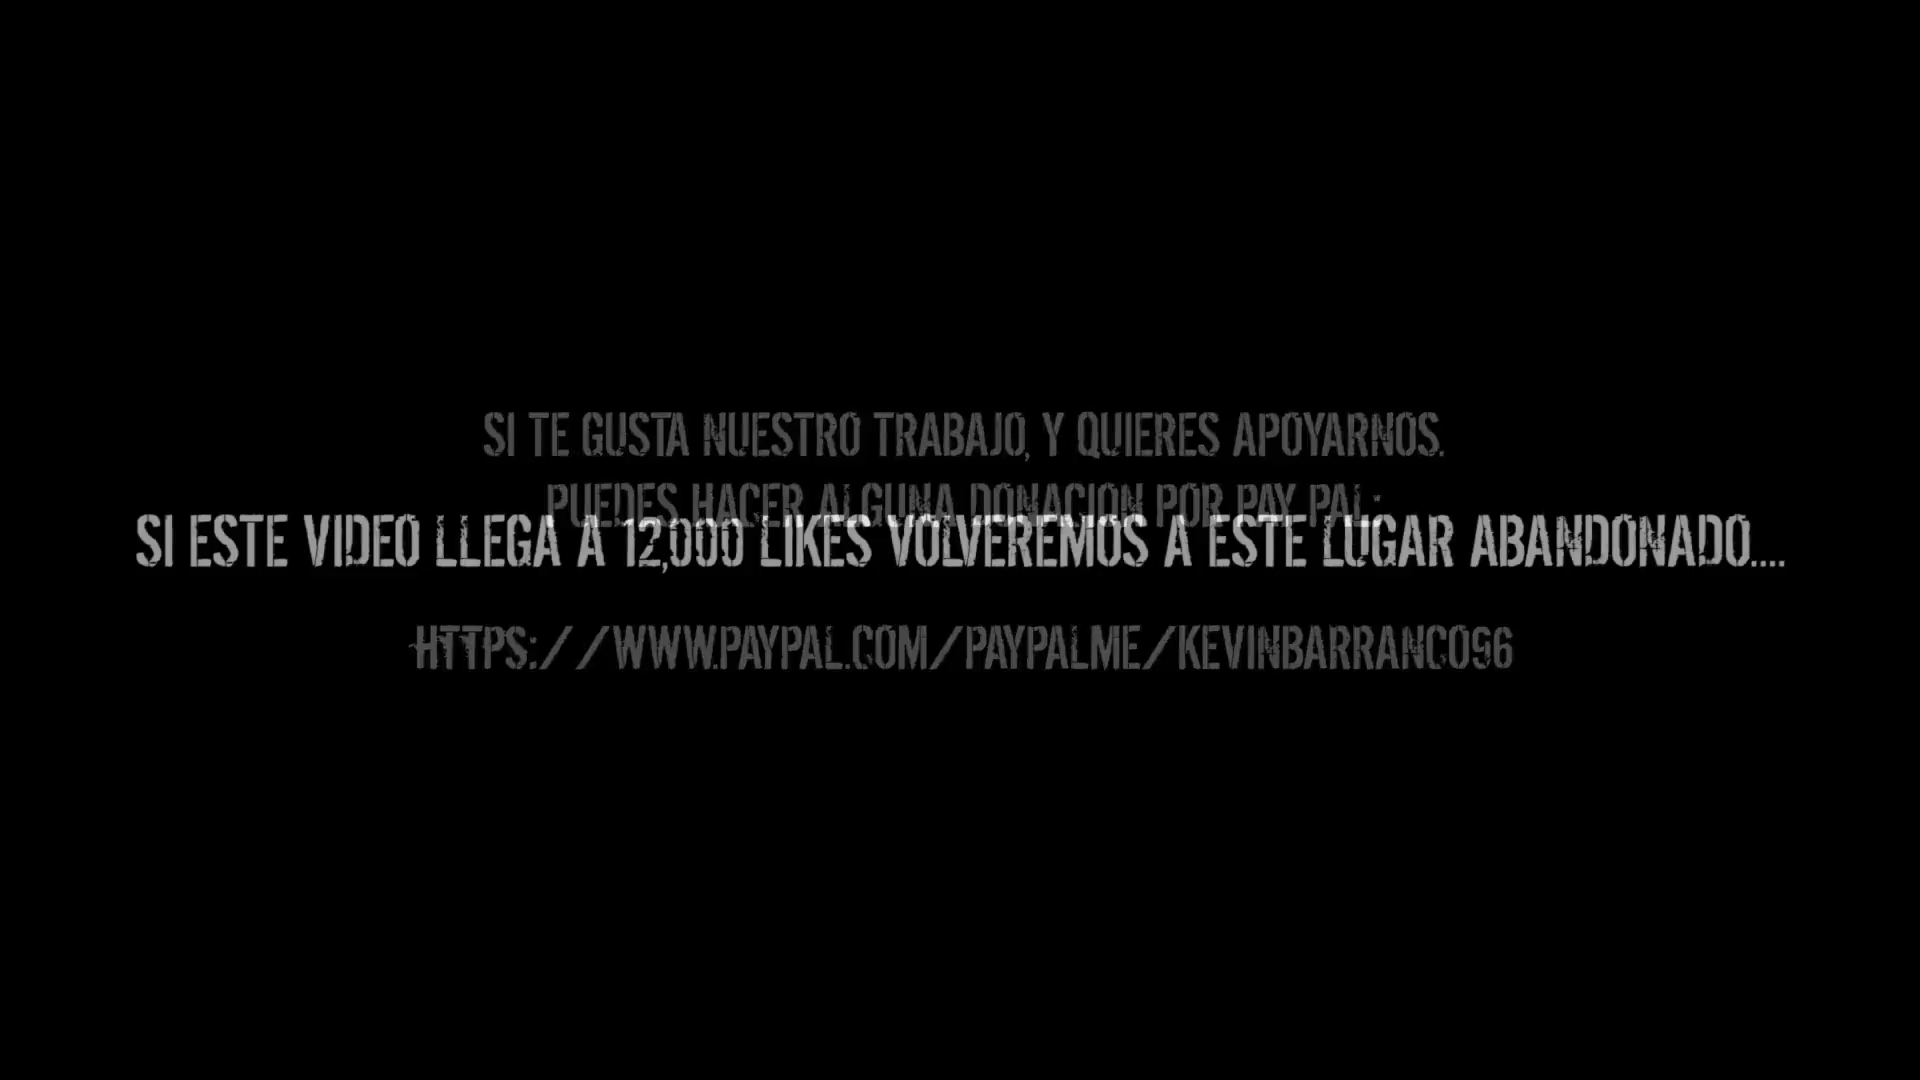 SI TE GUSTA NUESTRO TRABAJO, Y QUIERES APOYARNOS.
PUEDES HACER ALGUNA DONACION POR PAY PAL:
SI ESTE VIDEO LLEGA A 12,000 LIKES VOLVEREMOS A ESTE LUGAR ABANDONADO....
HTTPS://WWW.PAYPAL.COM/PAYPALME/KEVINBARRANCO96